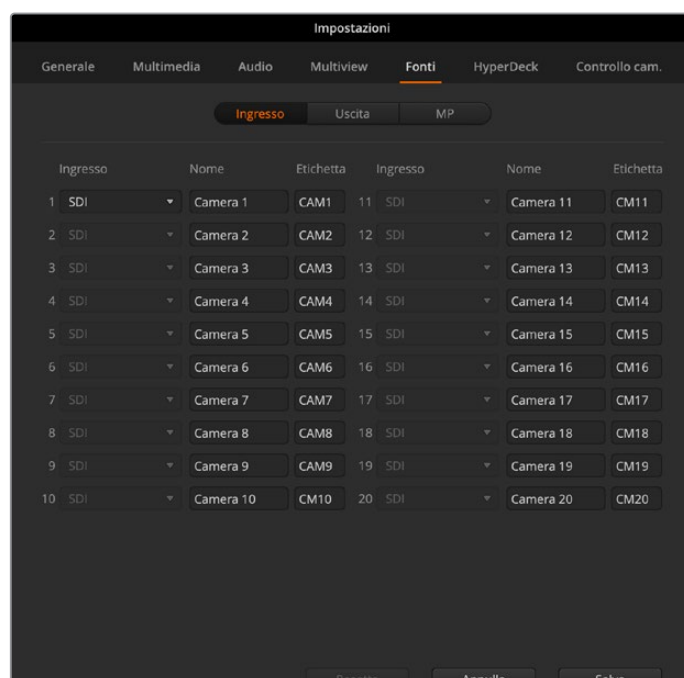 Impostazioni
Generale Multimedia Audio Multiview Fonti HyperDeck Controllo cam.
Ingresso Uscita MP
Ingresso Nome Etichetta Ingresso Nome Etichetta
1 SDI Camera 1 CAM1 11 SDI Camera 11 CM11
2 SDI Camera 2 CAM2 12 SDI Camera 12 CM12
3 SDI Camera 3 CAM3 13 SDI Camera 13 CM13
4 SDI Camera 4 CAM4 14 SDI Camera 14 CM14
5 SDI Camera 5 CAM5 15 SDI Camera 15 CM15
6 SDI Camera 6 CAM6 16 SDI Camera 16 CM16
7 SDI Camera 7 CAM7 17 SDI Camera 17 CM17
8 SDI Camera 8 CAM8 18 SDI Camera 18 CM18
9 SDI Camera 9 CAM9 19 SDI Camera 19 CM19
10 SDI Camera 10 CM10 20 SDI Camera 20 CM20
Annulla Salva